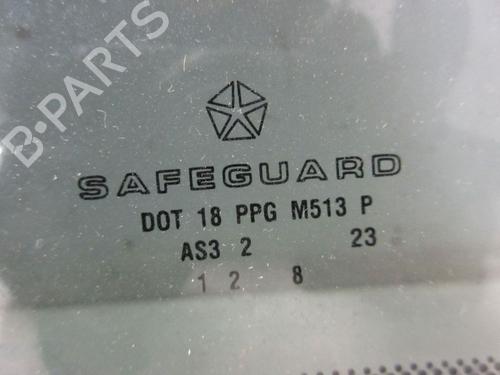 B-PARTS
SAFEGUARD
DOT 18 PPG M513 P
AS3 2 23
1 2 8